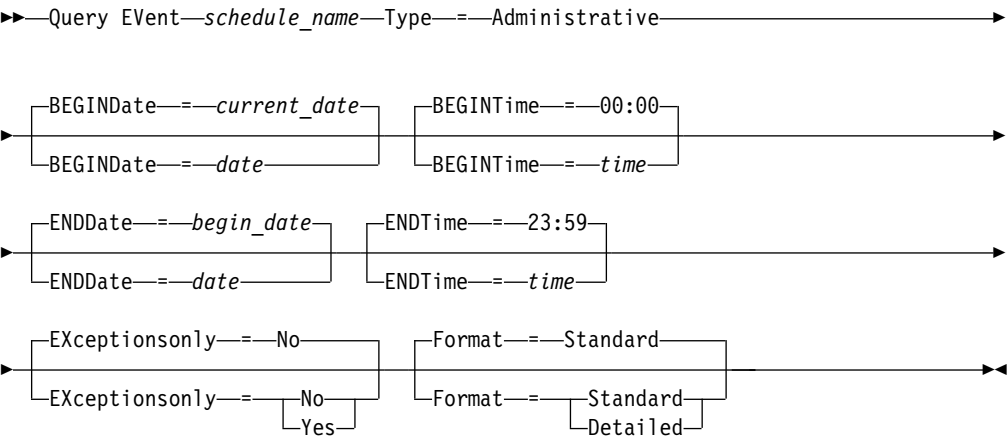 Query EVent schedule_name Type = Administrative
BEGINDate = current_date BEGINTime = 00:00
BEGINDate = date BEGINTime = time
ENDDate = begin_date ENDTime = 23:59
ENDDate = date ENDTime = time
EXceptionsonly = No Format = Standard
EXceptionsonly = No Format = Standard
Yes Detailed